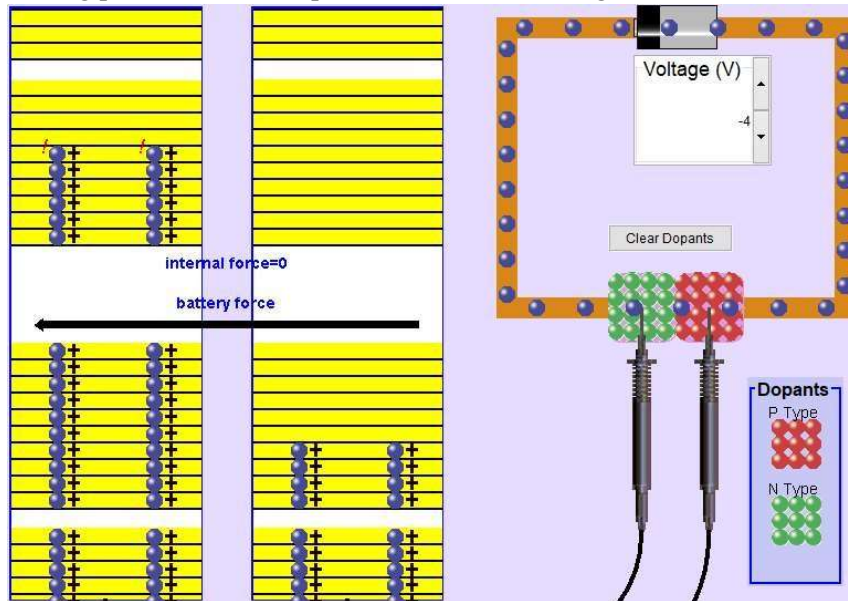 internal force=0
battery force
Voltage (V)
-4
Clear Dopants
Dopants
P Type
N Type